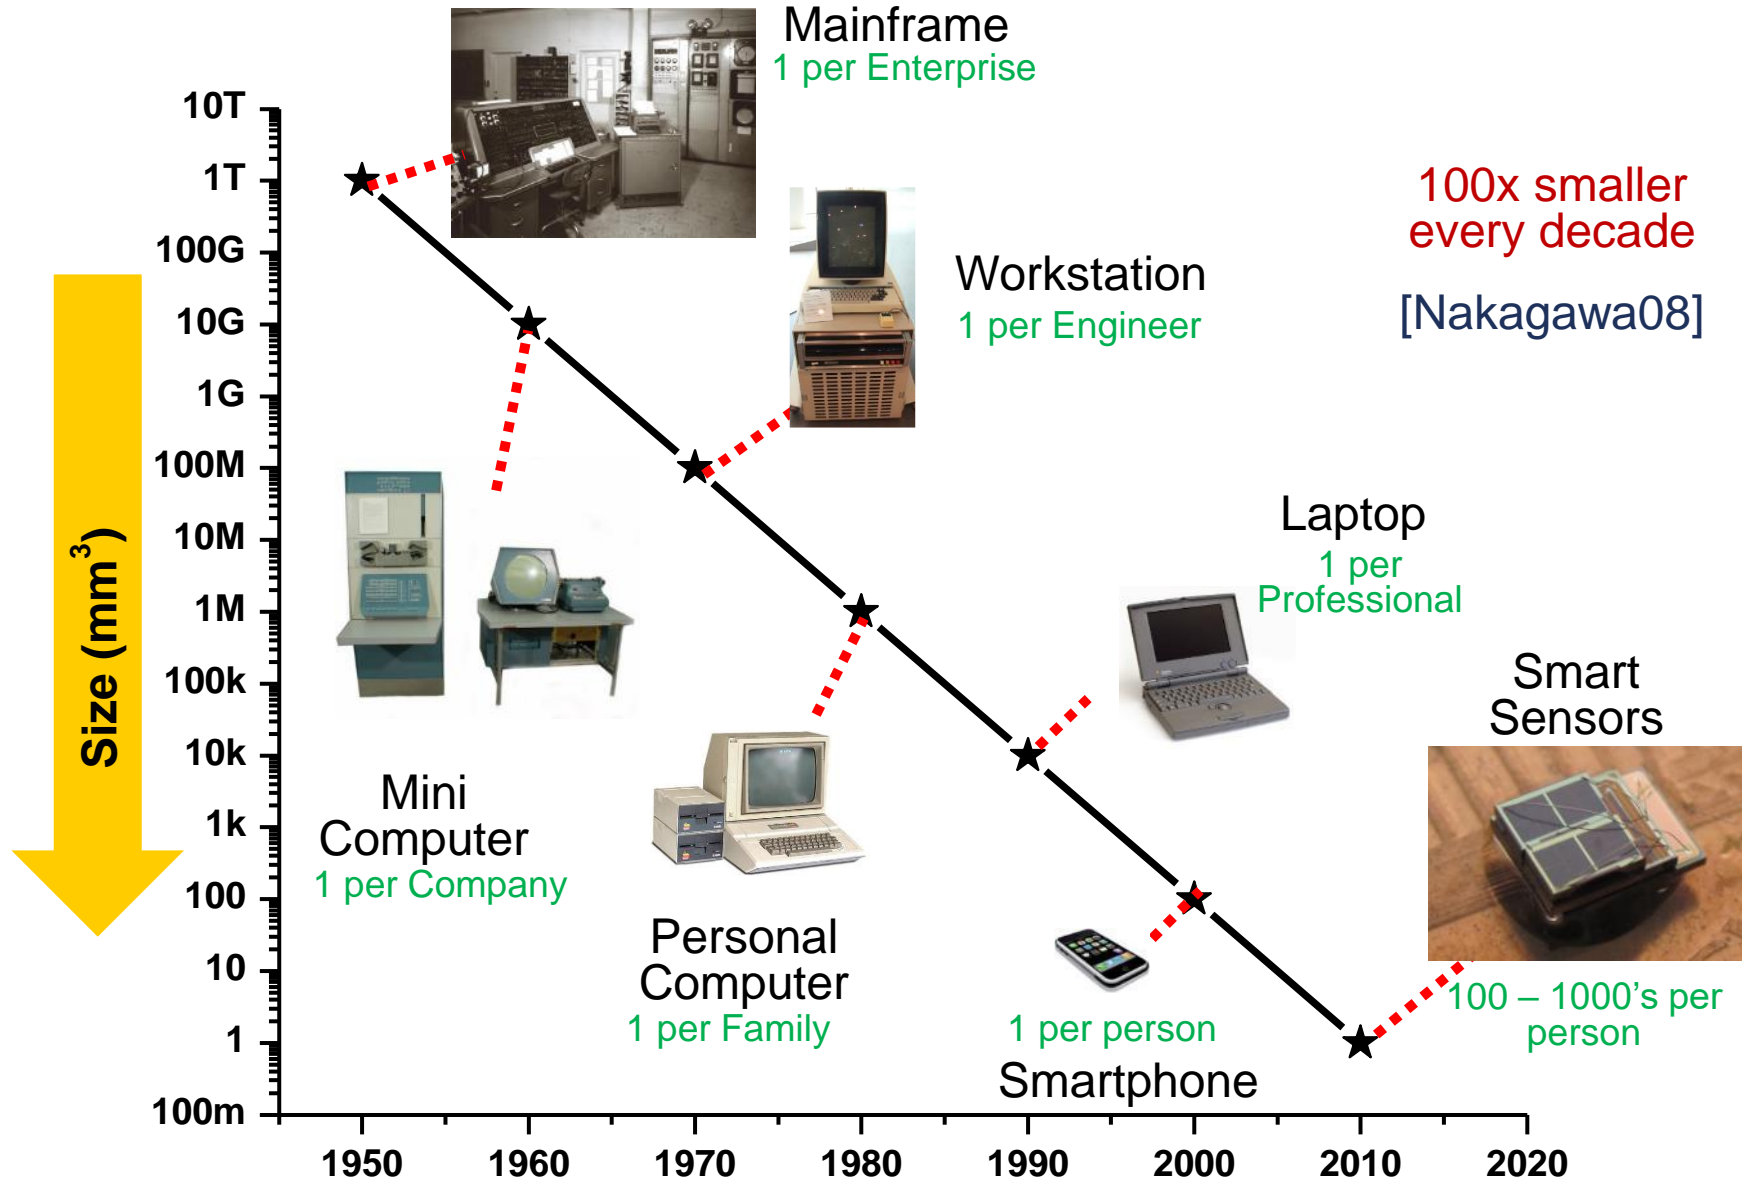 Mainframe
1 per Enterprise
10T
1T
100G
10G
1G
100M
10M
1M
100k
10k
1k
100
10
1
100m
Size (mm³)
100x smaller
every decade
[Nakagawa08]
Workstation
1 per Engineer
Laptop
1 per
Professional
Smart
Sensors
100 – 1000’s per
person
Mini
Computer
1 per Company
Personal
Computer
1 per Family
1 per person
Smartphone
1950
1960
1970
1980
1990
2000
2010
2020